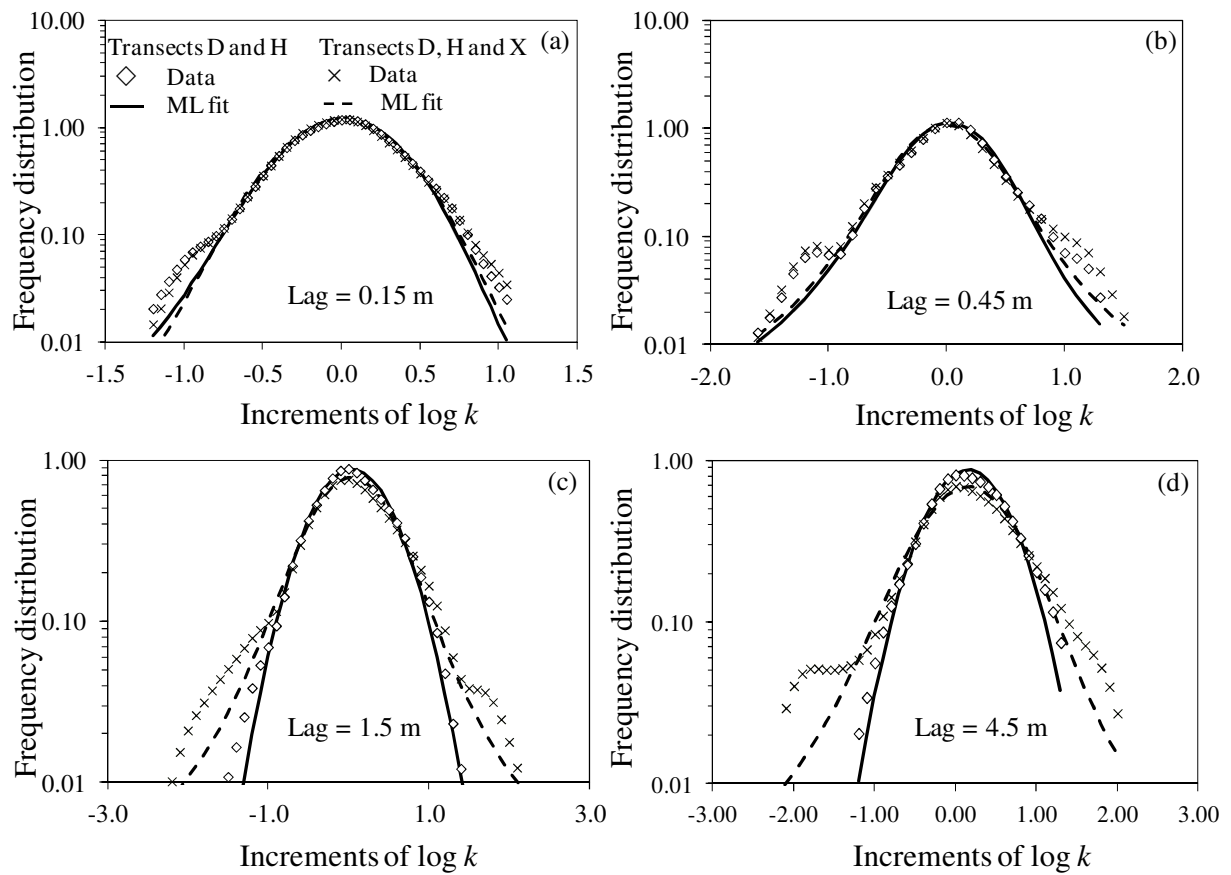 10.00
1.00
0.10
0.01
Frequency distribution
(a)
Transects D and H
Transects D, H and X
◇ Data
× Data
ML fit
ML fit
Lag = 0.15 m
-1.5 -1.0 -0.5 0.0 0.5 1.0 1.5
Increments of log k
10.00
1.00
0.10
0.01
Frequency distribution
(b)
Lag = 0.45 m
-2.0 -1.0 0.0 1.0 2.0
Increments of log k
1.00
0.10
0.01
Frequency distribution
(c)
Lag = 1.5 m
-3.0 -1.0 1.0 3.0
Increments of log k
1.00
0.10
0.01
Frequency distribution
(d)
Lag = 4.5 m
-3.00 -2.00 -1.00 0.00 1.00 2.00 3.00
Increments of log k